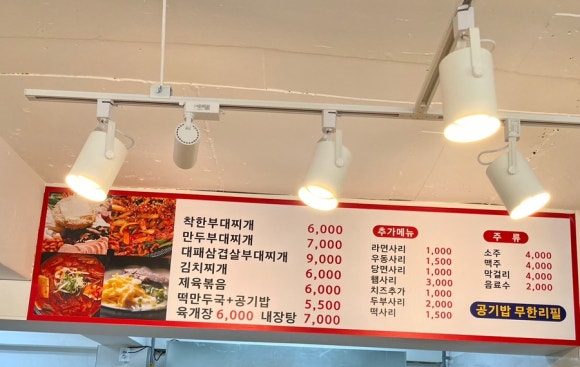 착한부대찌개 6,000
만두부대찌개 7,000
대패삼겹살부대찌개 9,000
김치찌개 6,000
제육볶음 6,000
떡만두국+공기밥 5,500
육개장 6,000 내장탕 7,000
추가메뉴
라면사리 1,000
우동사리 1,500
당면사리 1,000
햄사리 3,000
치즈추가 1,000
두부사리 2,000
떡사리 1,500
주 류
소주 4,000
맥주 4,000
막걸리 4,000
음료수 2,000
공기밥 무한리필